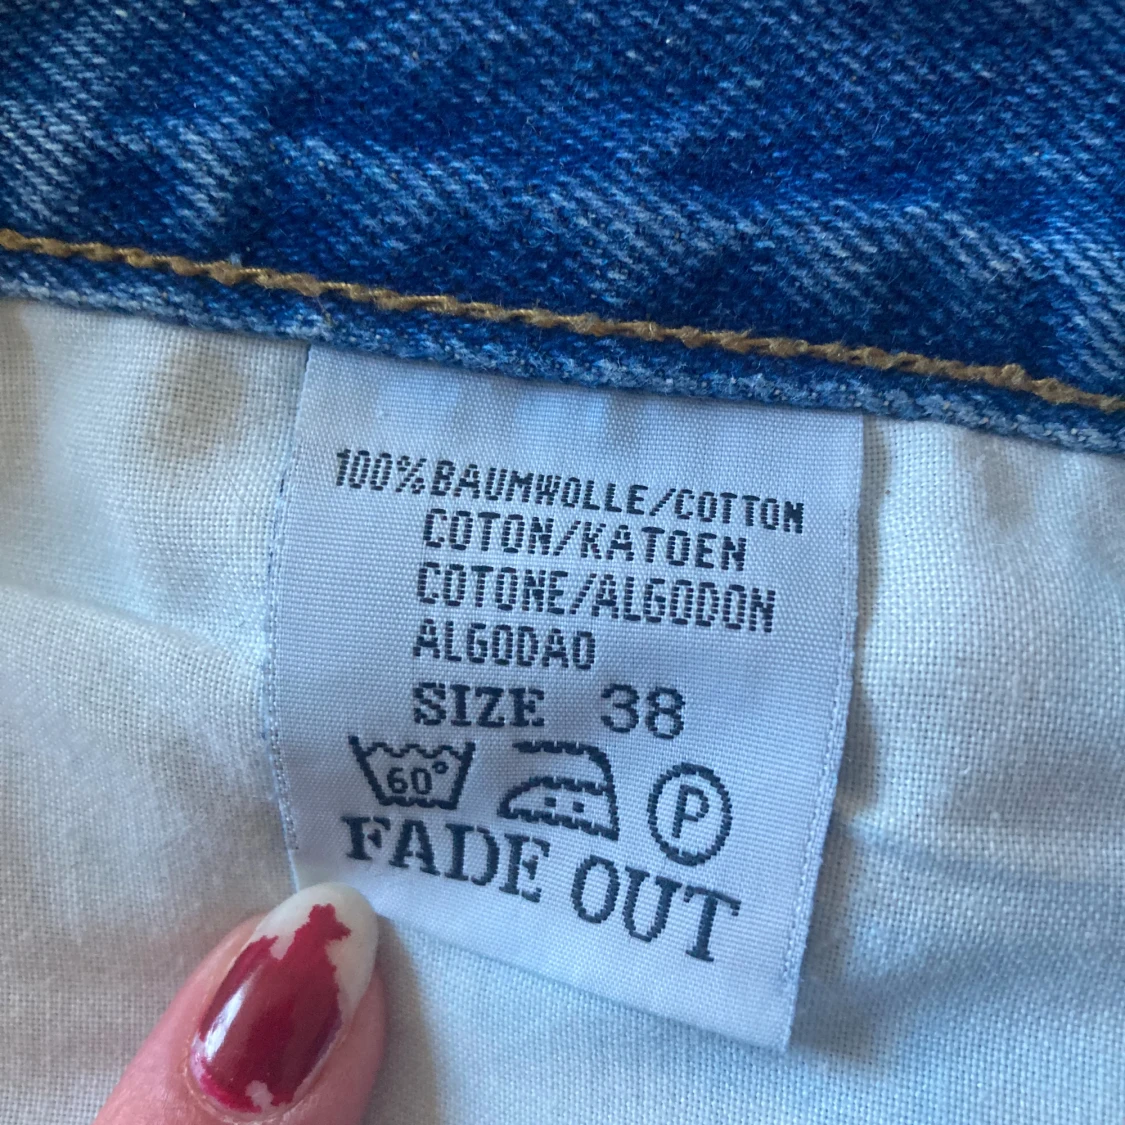 100% BAUMWOLLE/COTTON
COTON/KATOEN
COTONE/ALGODON
ALGODAO
SIZE 38
60° P
FADE OUT